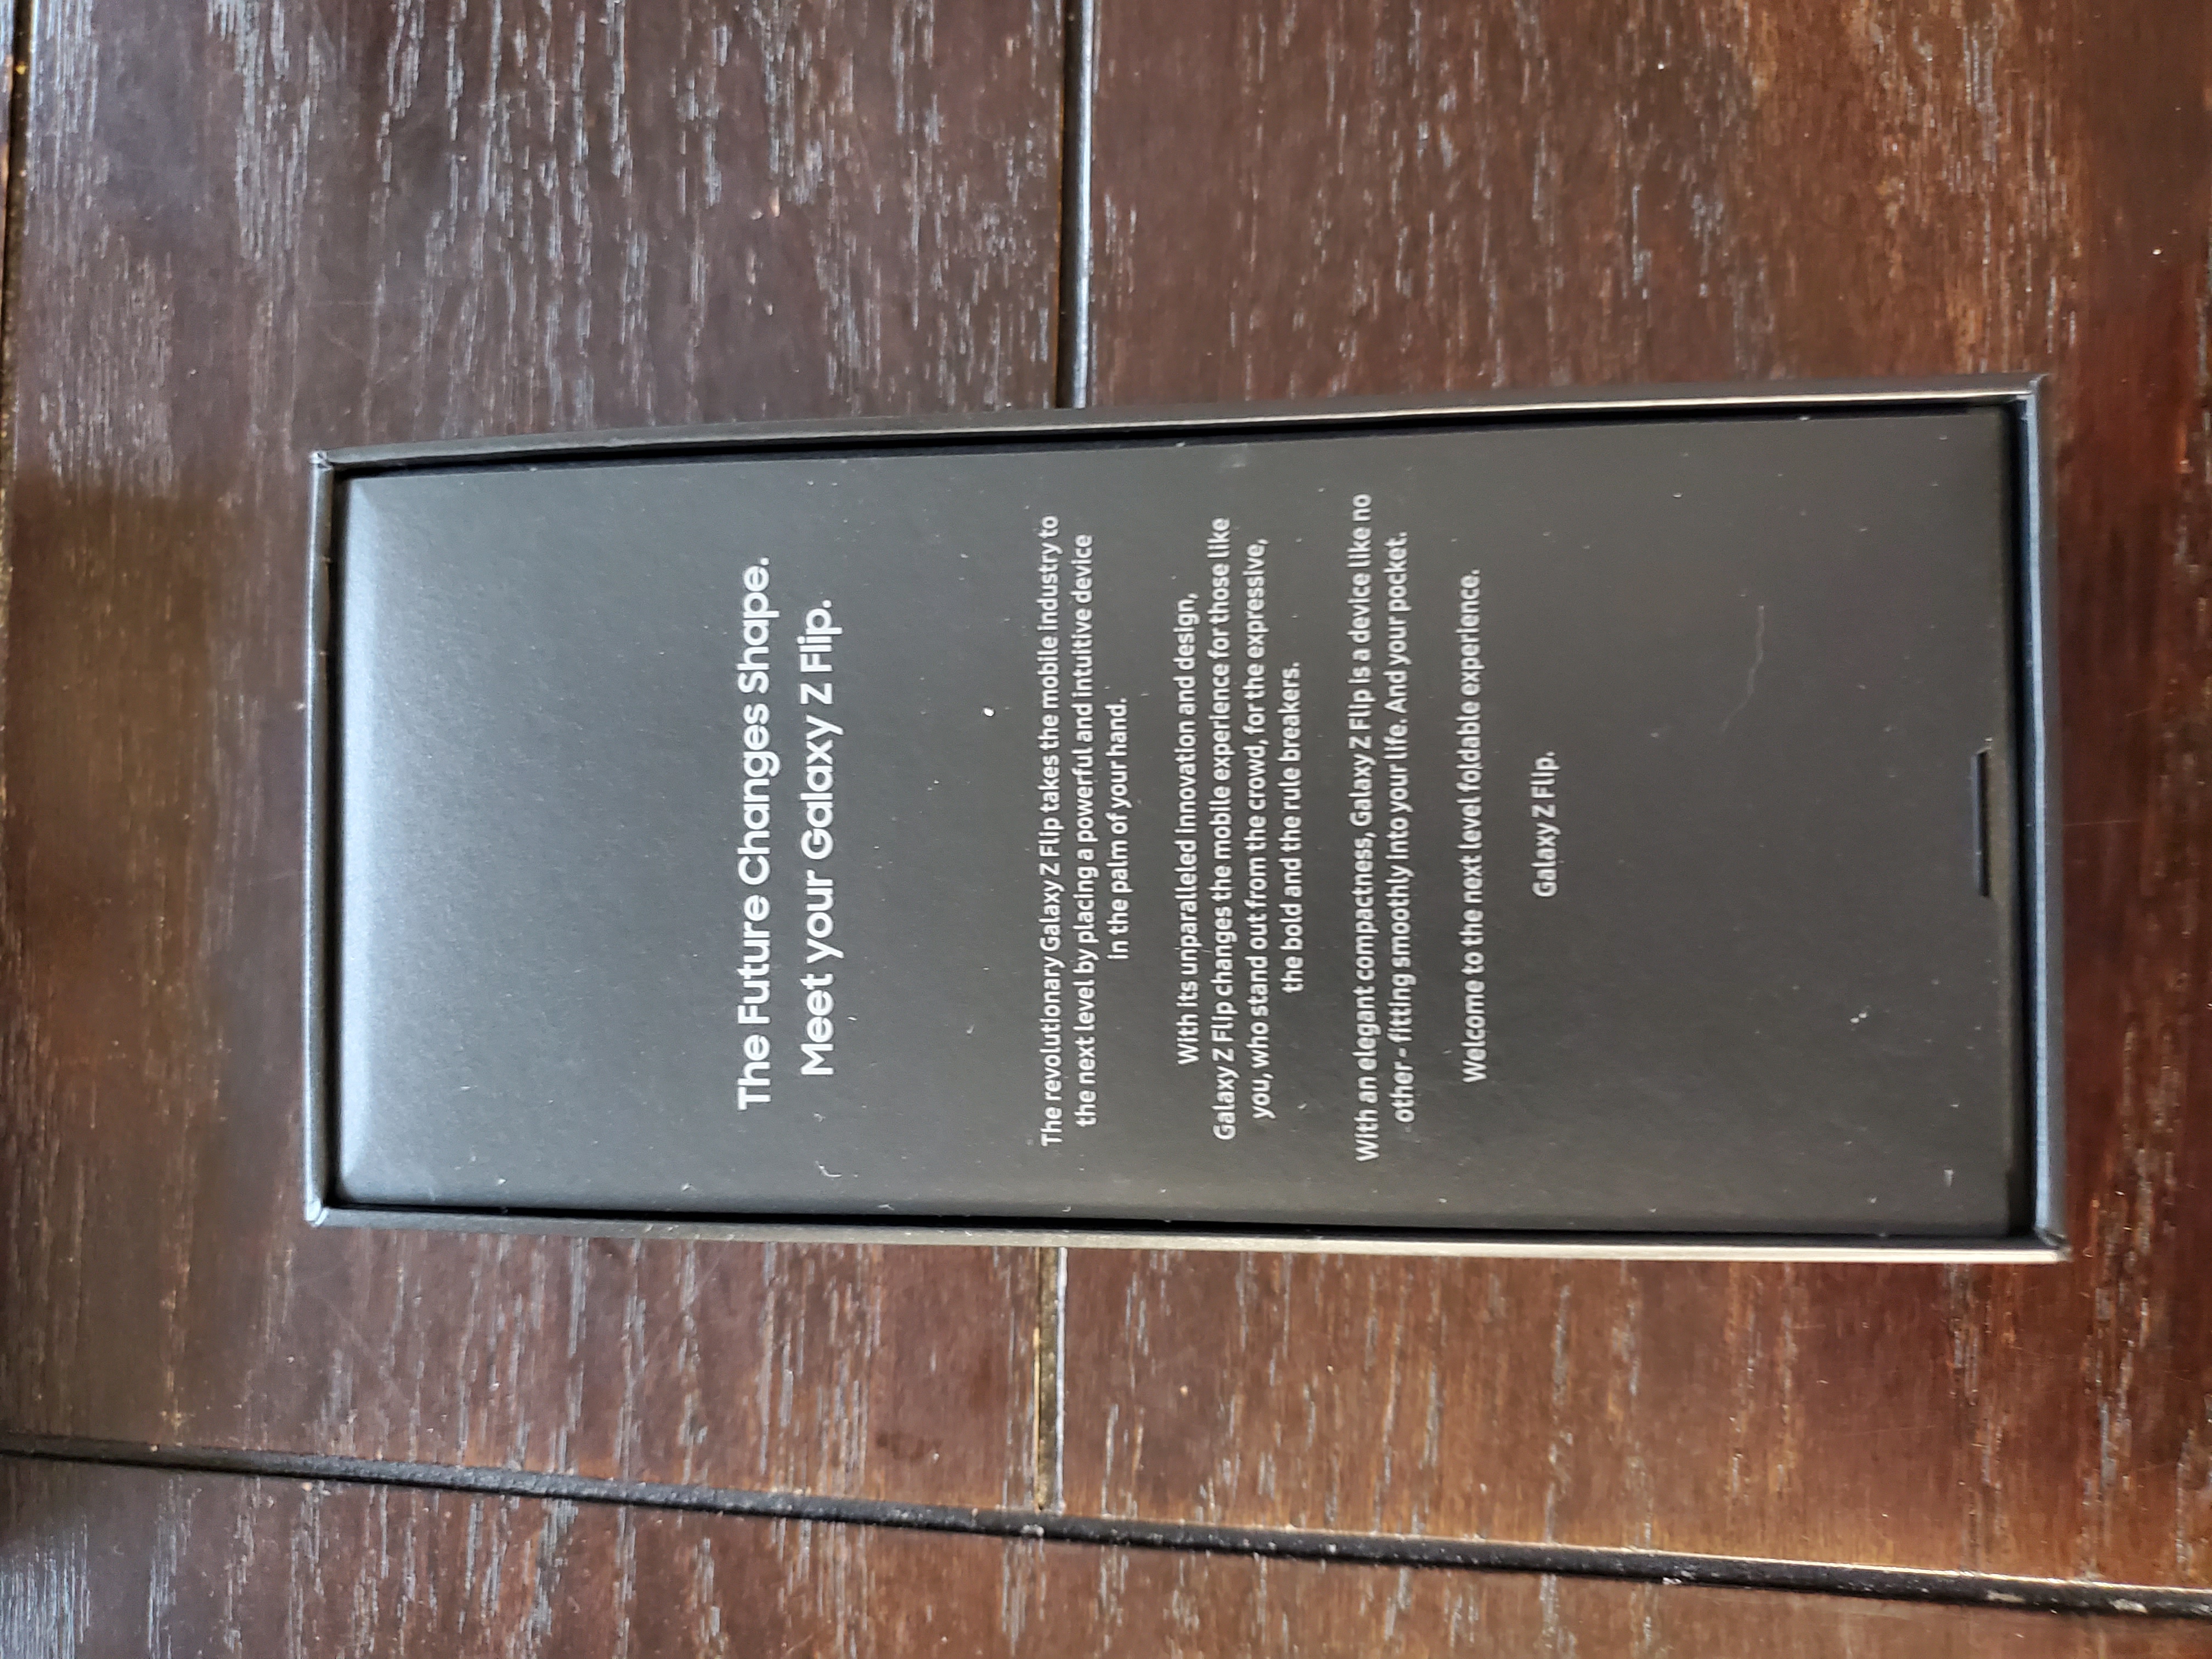 The Future Changes Shape.
Meet your Galaxy Z Flip.
The revolutionary Galaxy Z Flip takes the mobile industry to
the next level by placing a powerful and intuitive device
in the palm of your hand.
With its unparalleled innovation and design,
Galaxy Z Flip changes the mobile experience for those like
you, who stand out from the crowd, for the expressive,
the bold and the rule breakers.
With an elegant compactness, Galaxy Z Flip is a device like no
other - fitting smoothly into your life. And your pocket.
Welcome to the next level foldable experience.
Galaxy Z Flip.